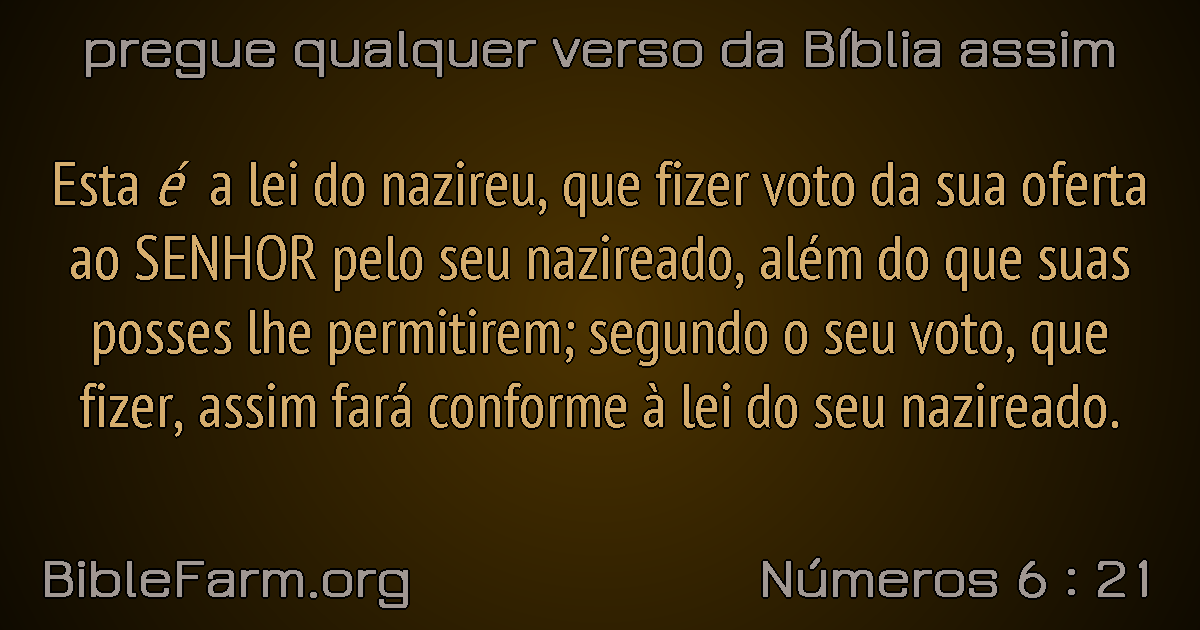 pregue qualquer verso da Bíblia assim
Esta é a lei do nazireu, que fizer voto da sua oferta
ao SENHOR pelo seu nazireado, além do que suas
posses lhe permitirem; segundo o seu voto, que
fizer, assim fará conforme à lei do seu nazireado.
BibleFarm.org
Números 6 : 21